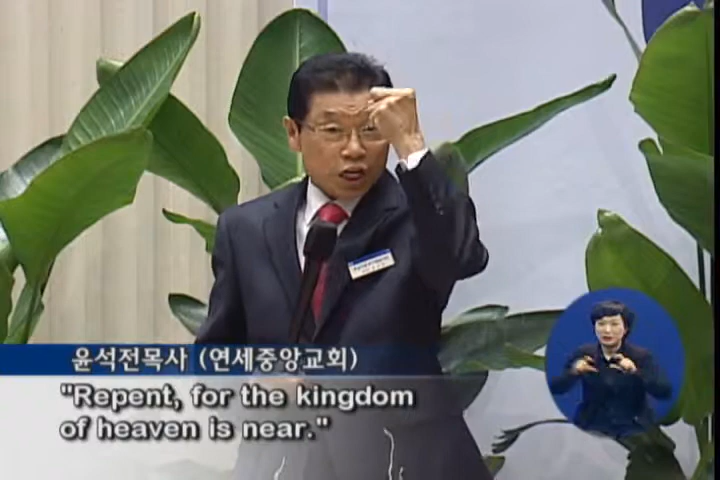 윤석전목사 (연세중앙교회)
"Repent, for the kingdom
of heaven is near."